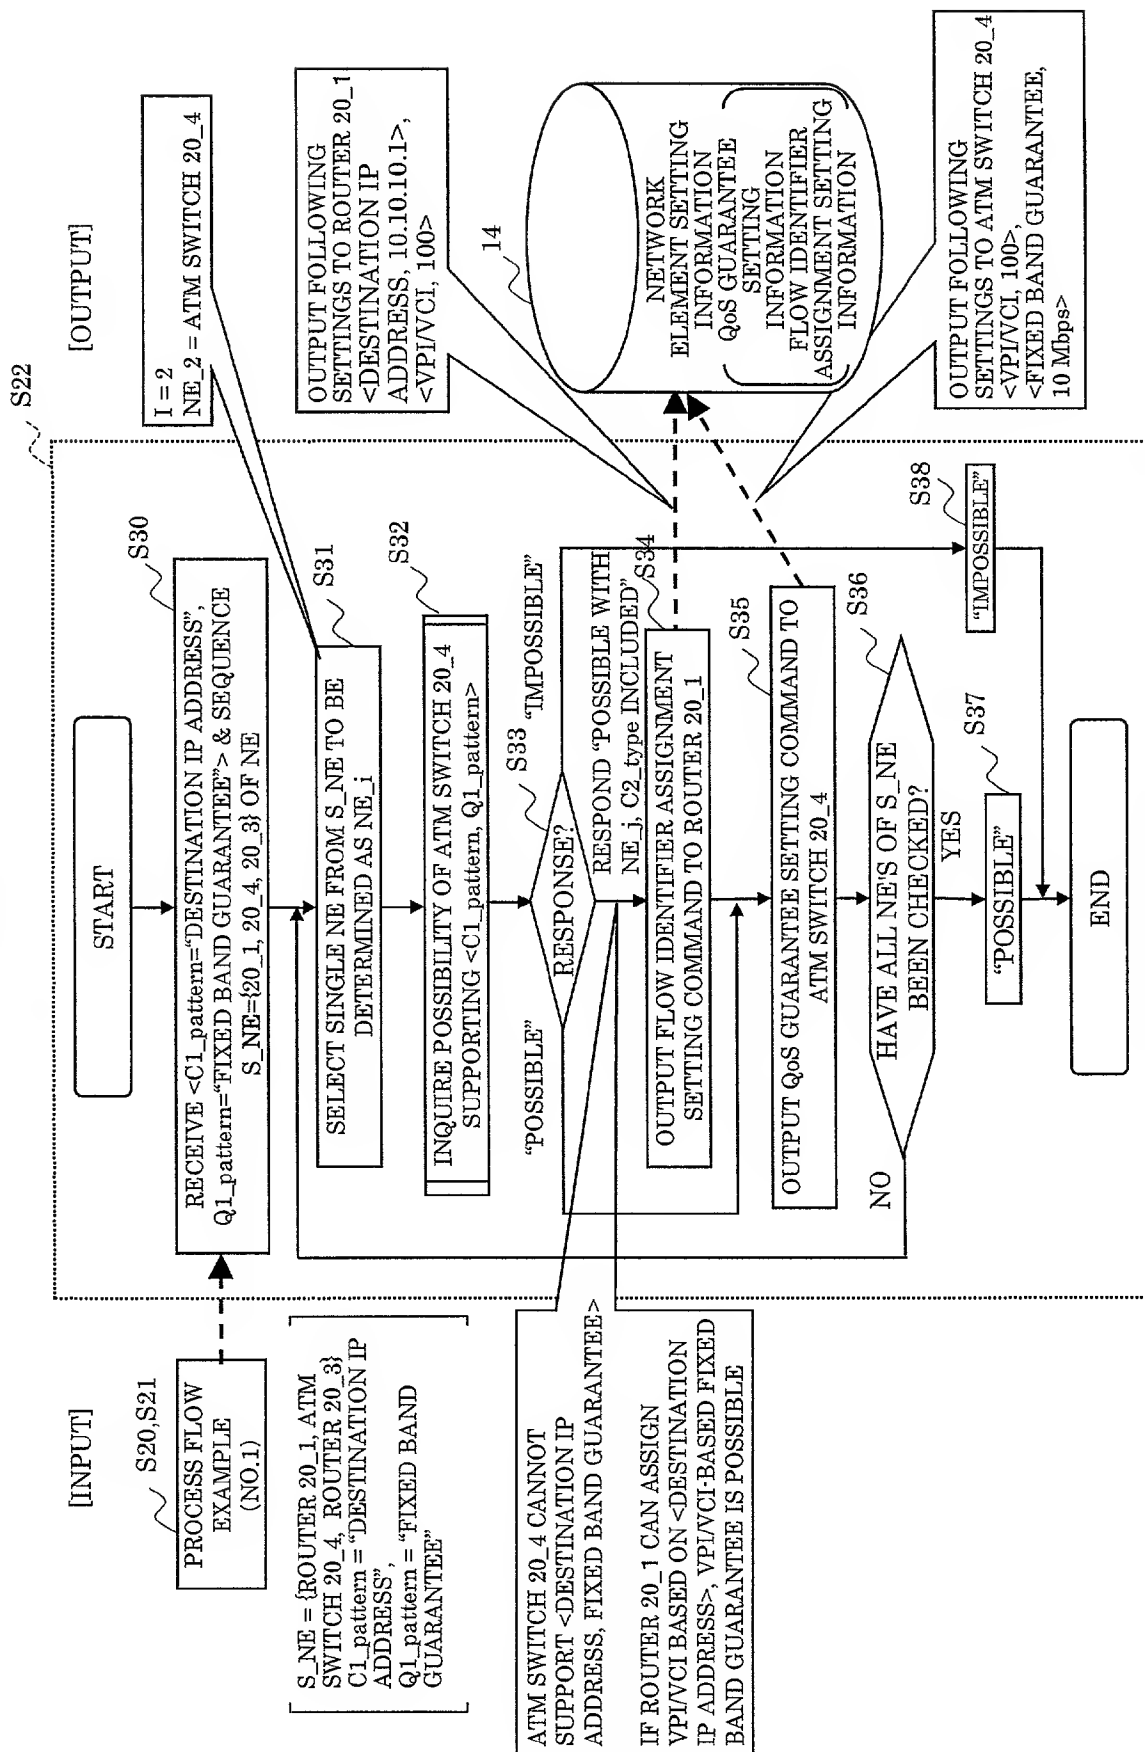 [INPUT]
S20,S21
PROCESS FLOW
EXAMPLE
(NO.1)
S_NE = {ROUTER 20_1, ATM
SWITCH 20_4, ROUTER 20_3}
C1_pattern = "DESTINATION IP
ADDRESS",
Q1_pattern = "FIXED BAND
GUARANTEE"
ATM SWITCH 20_4 CANNOT
SUPPORT <DESTINATION IP
ADDRESS, FIXED BAND GUARANTEE>
IF ROUTER 20_1 CAN ASSIGN
VPI/VCI BASED ON <DESTINATION
IP ADDRESS>, VPI/VCI-BASED FIXED
BAND GUARANTEE IS POSSIBLE
S22
START
S30
RECEIVE <C1_pattern="DESTINATION IP ADDRESS",
Q1_pattern="FIXED BAND GUARANTEE"> & SEQUENCE
S_NE={20_1, 20_4, 20_3} OF NE
S31
SELECT SINGLE NE FROM S_NE TO BE
DETERMINED AS NE_i
S32
INQUIRE POSSIBILITY OF ATM SWITCH 20_4
SUPPORTING <C1_pattern, Q1_pattern>
"POSSIBLE"
S33
"IMPOSSIBLE"
RESPONSE?
RESPOND "POSSIBLE WITH
NE_j, C2_type INCLUDED"
S34
OUTPUT FLOW IDENTIFIER ASSIGNMENT
SETTING COMMAND TO ROUTER 20_1
S35
OUTPUT QoS GUARANTEE SETTING COMMAND TO
ATM SWITCH 20_4
S36
HAVE ALL NE'S OF S_NE
BEEN CHECKED?
NO
YES
S37
"POSSIBLE"
S38
"IMPOSSIBLE"
END
[OUTPUT]
I = 2
NE_2 = ATM SWITCH 20_4
OUTPUT FOLLOWING
SETTINGS TO ROUTER 20_1
<DESTINATION IP
ADDRESS, 10.10.10.1>,
<VPI/VCI, 100>
14
NETWORK
ELEMENT SETTING
INFORMATION
QoS GUARANTEE
SETTING
INFORMATION
FLOW IDENTIFIER
ASSIGNMENT SETTING
INFORMATION
OUTPUT FOLLOWING
SETTINGS TO ATM SWITCH 20_4
<VPI/VCI, 100>,
<FIXED BAND GUARANTEE,
10 Mbps>